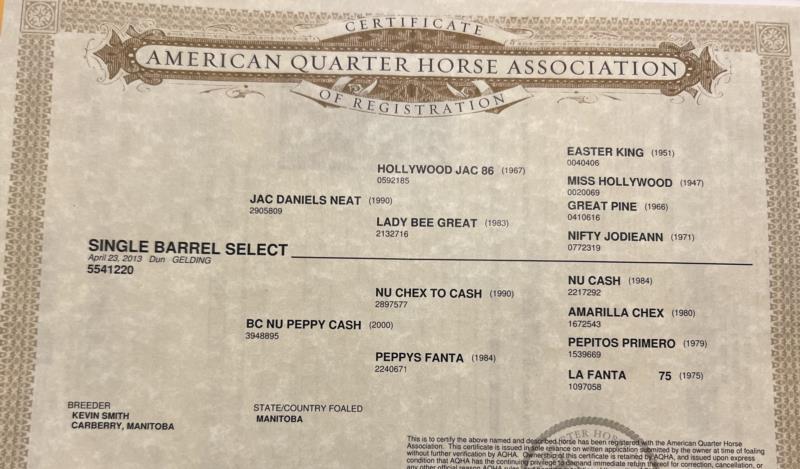 CERTIFICATE
AMERICAN QUARTER HORSE ASSOCIATION
OF REGISTRATION
EASTER KING (1951)
0040406
HOLLYWOOD JAC 86 (1967)
0592185
MISS HOLLYWOOD (1947)
0020069
JAC DANIELS NEAT (1990)
2905809
GREAT PINE (1966)
0410616
LADY BEE GREAT (1983)
2132716
NIFTY JODIEANN (1971)
0772319
SINGLE BARREL SELECT
April 23, 2013 Dun GELDING
5541220
NU CASH (1984)
2217292
NU CHEX TO CASH (1990)
2897577
AMARILLA CHEX (1980)
1672543
BC NU PEPPY CASH (2000)
3948895
PEPITOS PRIMERO (1979)
1539669
PEPPYS FANTA (1984)
2240671
LA FANTA 75 (1975)
1097058
BREEDER
KEVIN SMITH
CARBERRY, MANITOBA
STATE/COUNTRY FOALED
MANITOBA
This is to certify the above named and described horse has been registered with the American Quarter Horse
Association. This certificate is issued in sole reliance on written application submitted by the owner at time of foaling
without further verification by AQHA. Ownership of this certificate is retained by AQHA, and issued upon express
condition that AQHA has the continuing privilege to demand immediate return thereof for correction, cancellation, or
any other official reason